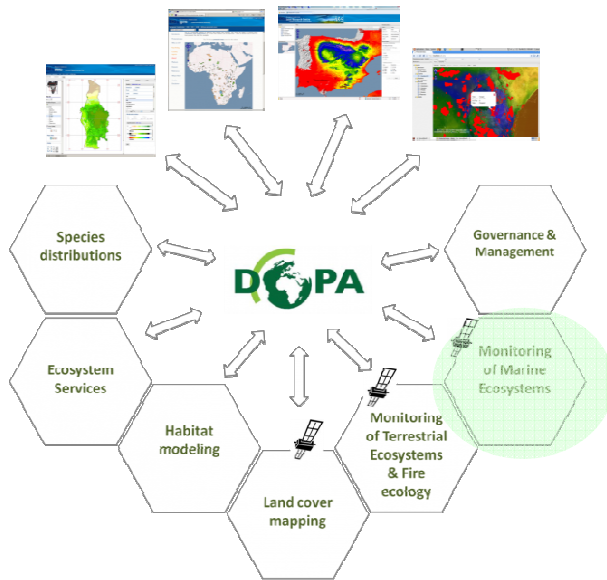 DOPA
Species
distributions
Governance &
Management
Ecosystem
Services
Monitoring
of Marine
Ecosystems
Habitat
modeling
Monitoring
of Terrestrial
Ecosystems
& Fire
ecology
Land cover
mapping